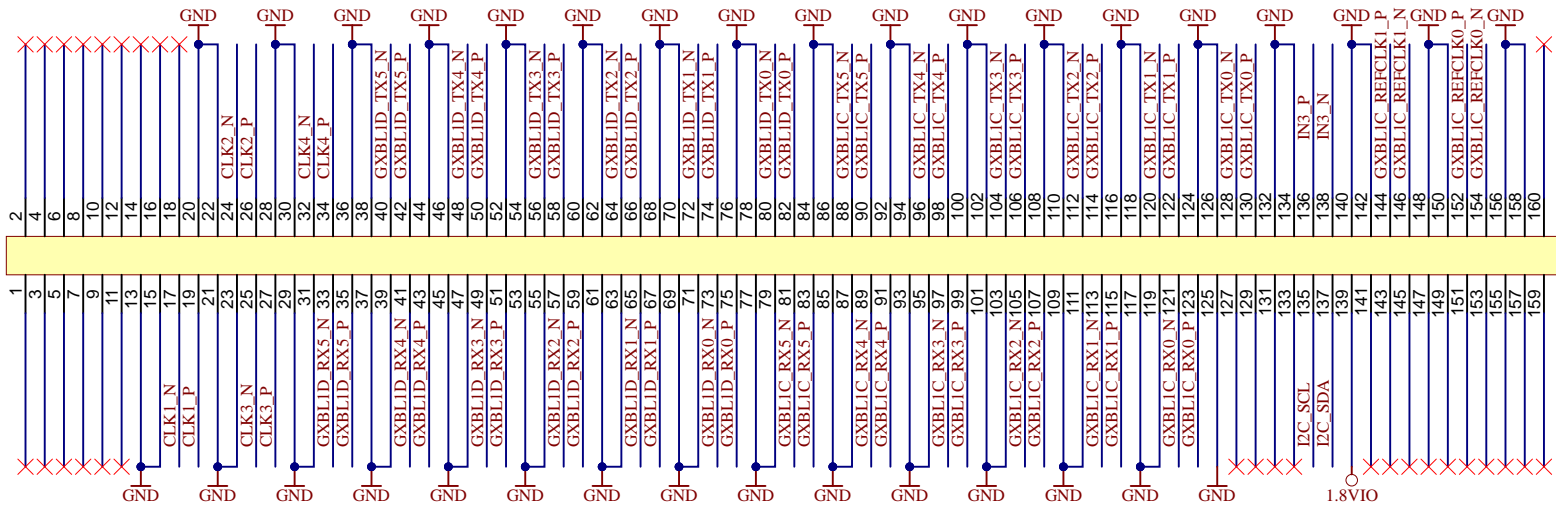 GND GND GND GND GND GND GND GND GND GND GND GND GND GND GND GND GND GND
CLK2_N
CLK2_P
CLK4_N
CLK4_P
GXBL1D_TX5_N
GXBL1D_TX5_P
GXBL1D_TX4_N
GXBL1D_TX4_P
GXBL1D_TX3_N
GXBL1D_TX3_P
GXBL1D_TX2_N
GXBL1D_TX2_P
GXBL1D_TX1_N
GXBL1D_TX1_P
GXBL1D_TX0_N
GXBL1D_TX0_P
GXBL1C_TX5_N
GXBL1C_TX5_P
GXBL1C_TX4_N
GXBL1C_TX4_P
GXBL1C_TX3_N
GXBL1C_TX3_P
GXBL1C_TX2_N
GXBL1C_TX2_P
GXBL1C_TX1_N
GXBL1C_TX1_P
GXBL1C_TX0_N
GXBL1C_TX0_P
IN3_P
IN3_N
GXBL1C_REFCLK1_P
GXBL1C_REFCLK1_N
GXBL1C_REFCLK0_P
GXBL1C_REFCLK0_N
2 4 6 8 10 12 14 16 18 20 22 24 26 28 30 32 34 36 38 40 42 44 46 48 50 52 54 56 58 60 62 64 66 68 70 72 74 76 78 80 82 84 86 88 90 92 94 96 98 100 102 104 106 108 110 112 114 116 118 120 122 124 126 128 130 132 134 136 138 140 142 144 146 148 150 152 154 156 158 160
1 3 5 7 9 11 13 15 17 19 21 23 25 27 29 31 33 35 37 39 41 43 45 47 49 51 53 55 57 59 61 63 65 67 69 71 73 75 77 79 81 83 85 87 89 91 93 95 97 99 101 103 105 107 109 111 113 115 117 119 121 123 125 127 129 131 133 135 137 139 141 143 145 147 149 151 153 155 157 159
CLK1_N
CLK1_P
CLK3_N
CLK3_P
GXBL1D_RX5_N
GXBL1D_RX5_P
GXBL1D_RX4_N
GXBL1D_RX4_P
GXBL1D_RX3_N
GXBL1D_RX3_P
GXBL1D_RX2_N
GXBL1D_RX2_P
GXBL1D_RX1_N
GXBL1D_RX1_P
GXBL1D_RX0_N
GXBL1D_RX0_P
GXBL1C_RX5_N
GXBL1C_RX5_P
GXBL1C_RX4_N
GXBL1C_RX4_P
GXBL1C_RX3_N
GXBL1C_RX3_P
GXBL1C_RX2_N
GXBL1C_RX2_P
GXBL1C_RX1_N
GXBL1C_RX1_P
GXBL1C_RX0_N
GXBL1C_RX0_P
I2C_SCL
I2C_SDA
GND GND GND GND GND GND GND GND GND GND GND GND GND GND GND 1.8VIO